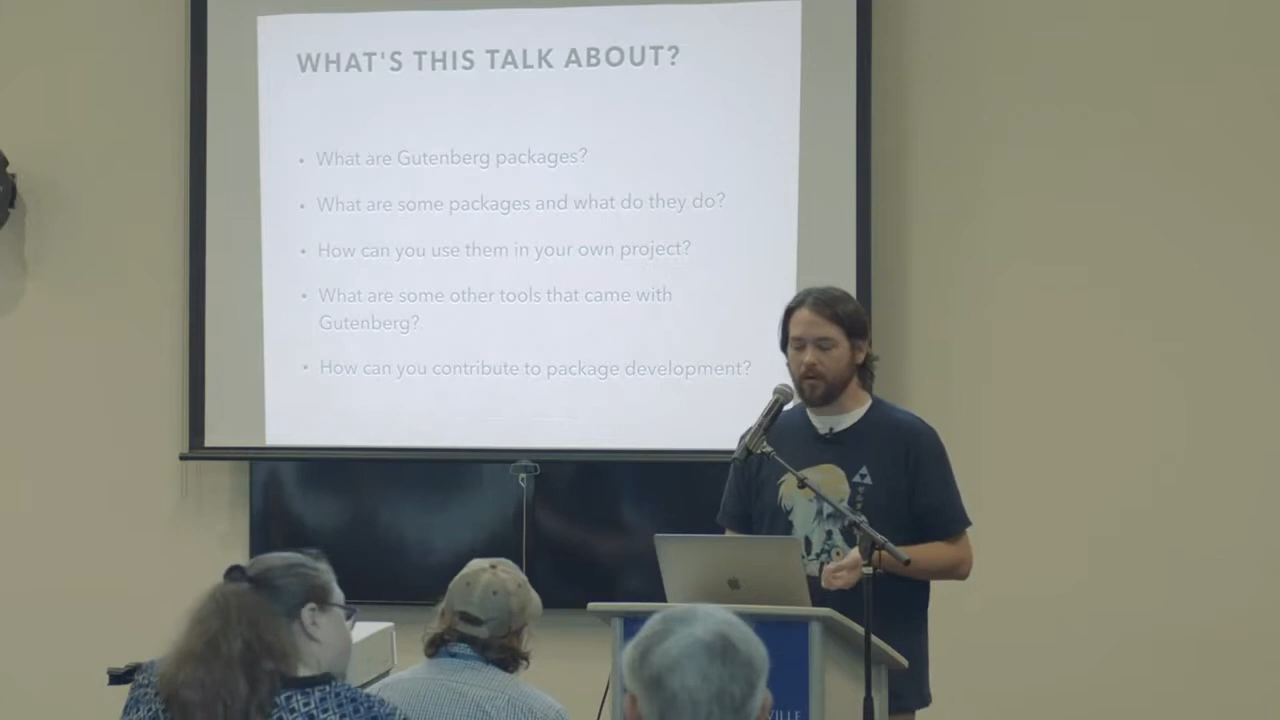 WHAT'S THIS TALK ABOUT?
• What are Gutenberg packages?
• What are some packages and what do they do?
• How can you use them in your own project?
• What are some other tools that came with
Gutenberg?
• How can you contribute to package development?
VILLE